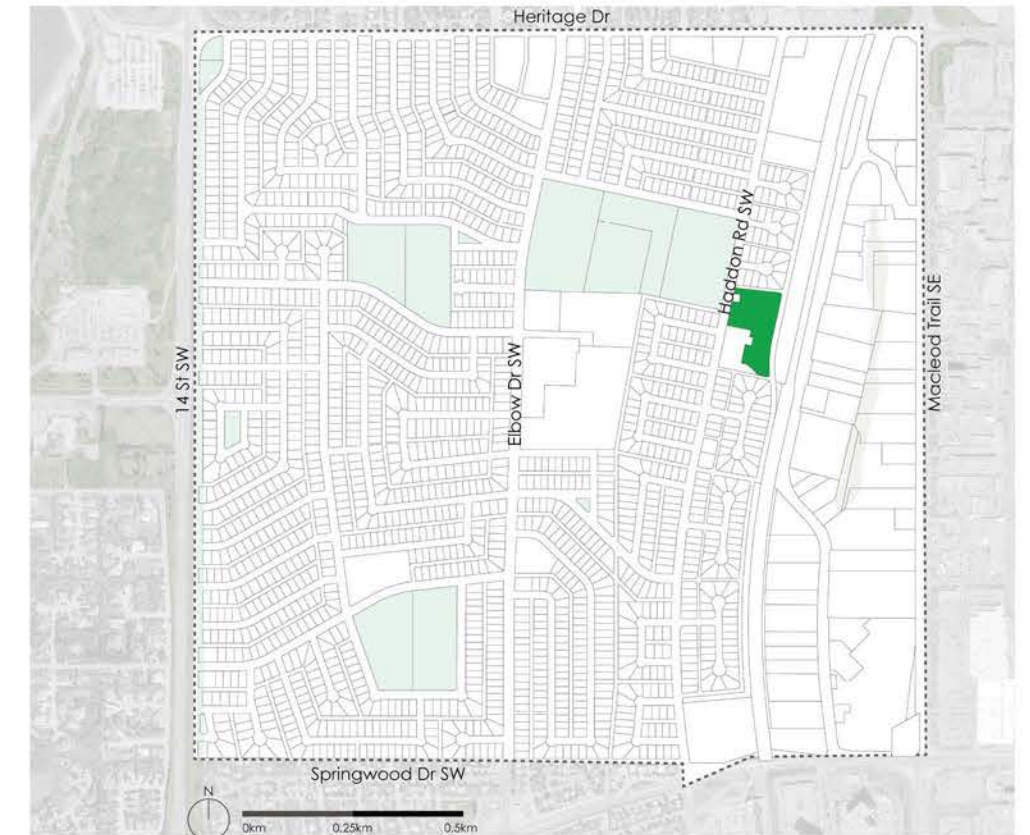 Heritage Dr
Haddon Rd SW
Macleod Trail SE
14 St SW
Elbow Dr SW
Springwood Dr SW
N
0km 0.25km 0.5km